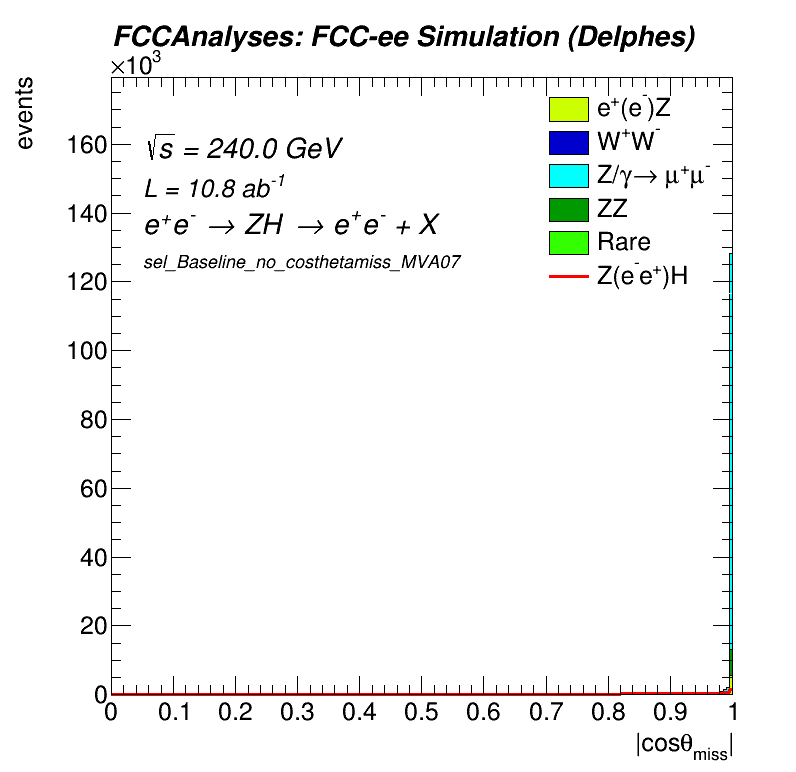 FCCAnalyses: FCC-ee Simulation (Delphes)
×10³
events
√s = 240.0 GeV
L = 10.8 ab⁻¹
e⁺e⁻ → ZH → e⁺e⁻ + X
sel_Baseline_no_costhetamiss_MVA07
e⁺(e⁻)Z
W⁺W⁻
Z/γ→ μ⁺μ⁻
ZZ
Rare
Z(e⁻e⁺)H
160
140
120
100
80
60
40
20
0
0 0.1 0.2 0.3 0.4 0.5 0.6 0.7 0.8 0.9 1
|cosθ_miss|